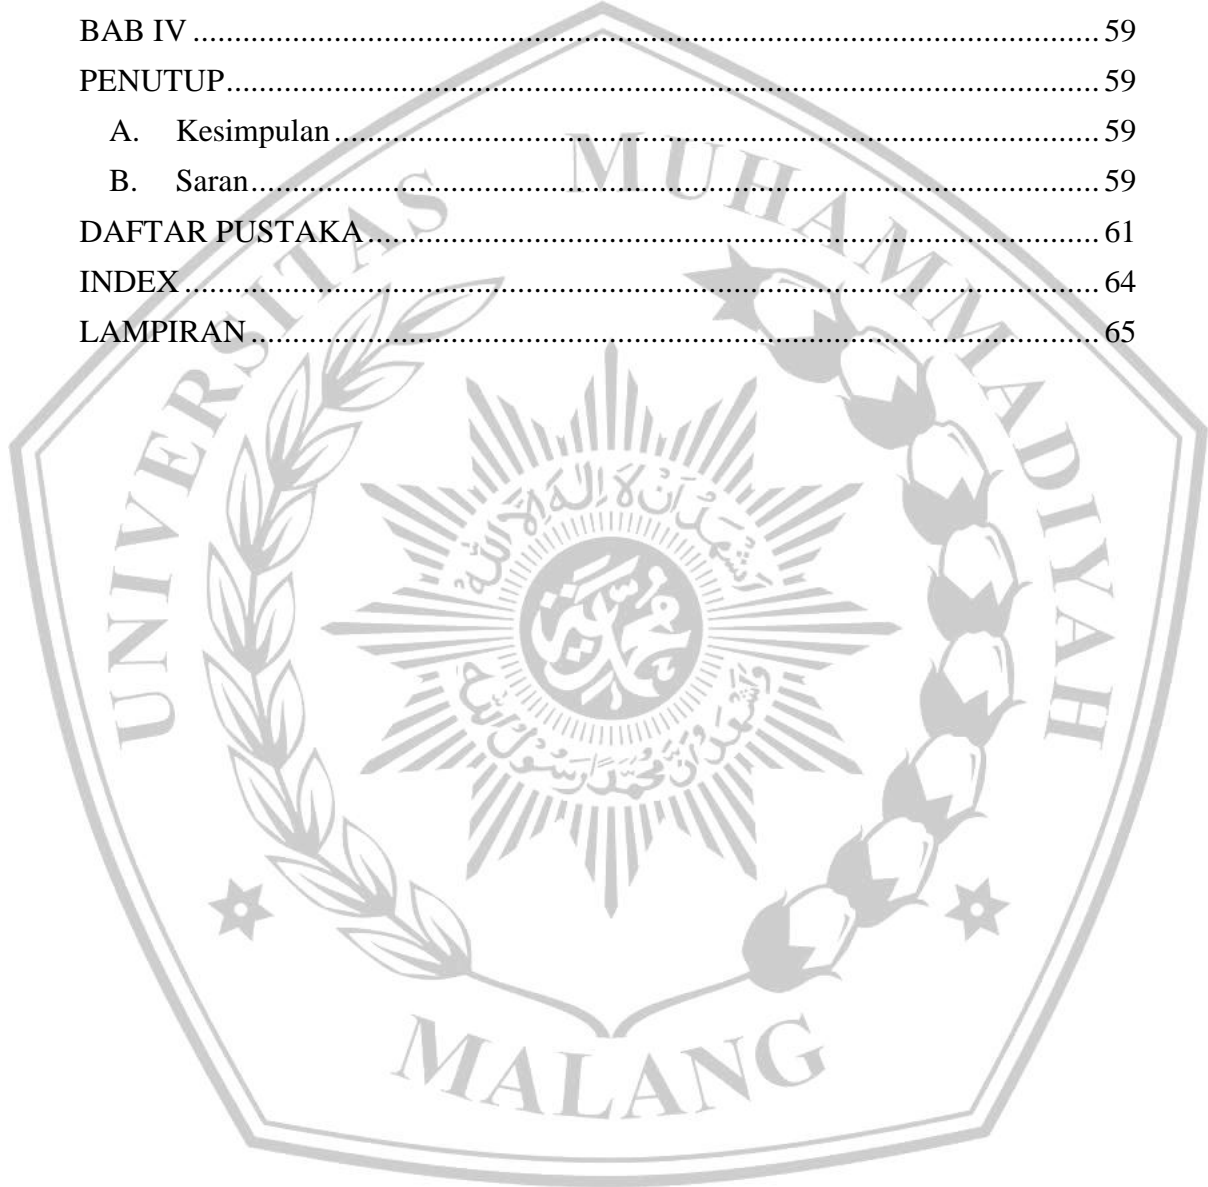 BAB IV ........................................................................................................ 59
PENUTUP .................................................................................................... 59
A. Kesimpulan ............................................................................................. 59
B. Saran ....................................................................................................... 59
DAFTAR PUSTAKA ..................................................................................... 61
INDEX ......................................................................................................... 64
LAMPIRAN .................................................................................................. 65
UNIVERSITAS MUHAMMADIYAH
MALANG